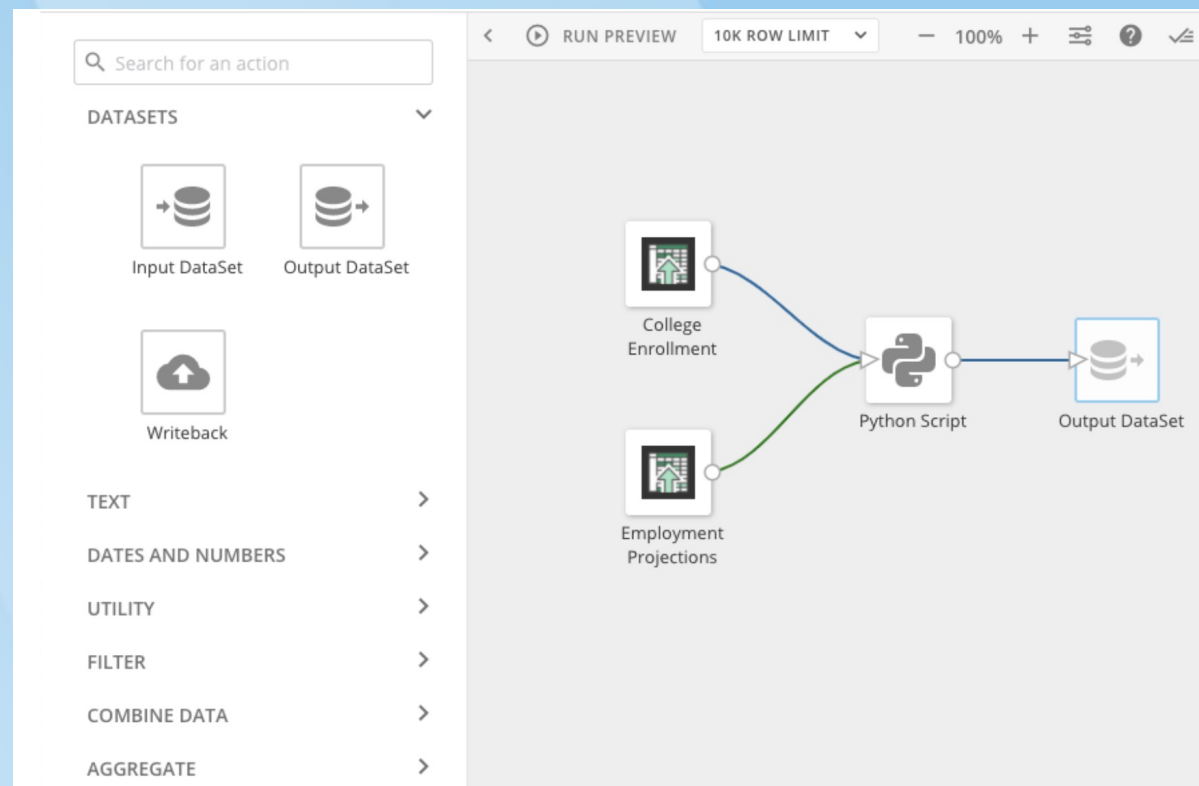 Search for an action
DATASETS
Input DataSet
Output DataSet
Writeback
TEXT
DATES AND NUMBERS
UTILITY
FILTER
COMBINE DATA
AGGREGATE
RUN PREVIEW
10K ROW LIMIT
100%
College
Enrollment
Employment
Projections
Python Script
Output DataSet